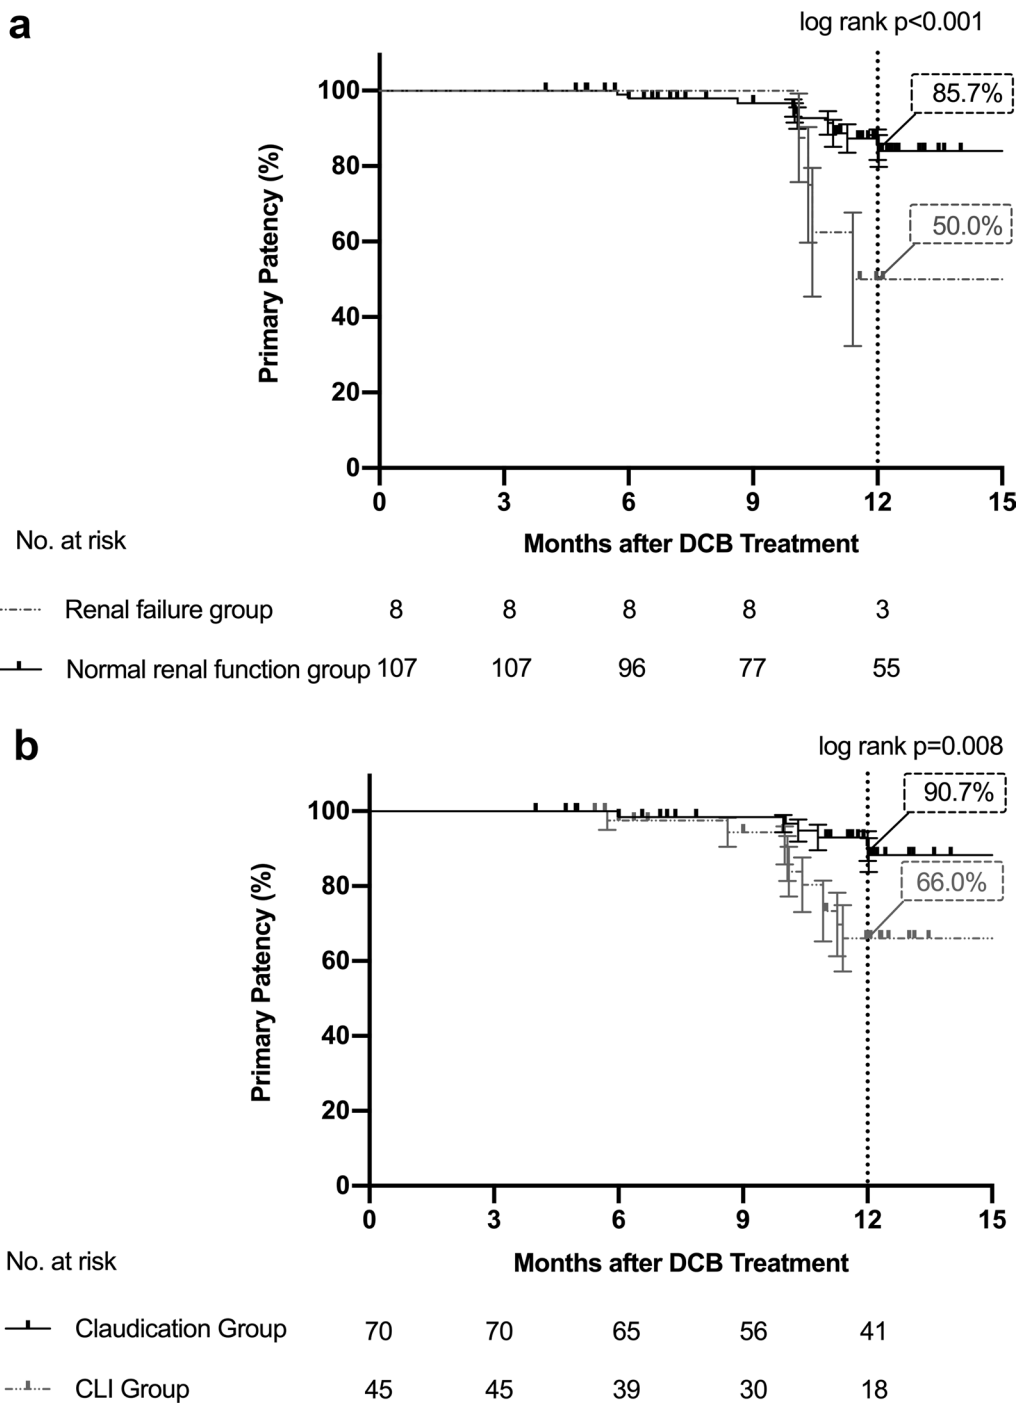 a
log rank p<0.001
Primary Patency (%)
100
80
60
40
20
0
85.7%
50.0%
0 3 6 9 12 15
Months after DCB Treatment
No. at risk
Renal failure group 8 8 8 8 3
Normal renal function group 107 107 96 77 55
b
log rank p=0.008
Primary Patency (%)
100
80
60
40
20
0
90.7%
66.0%
0 3 6 9 12 15
Months after DCB Treatment
No. at risk
Claudication Group 70 70 65 56 41
CLI Group 45 45 39 30 18